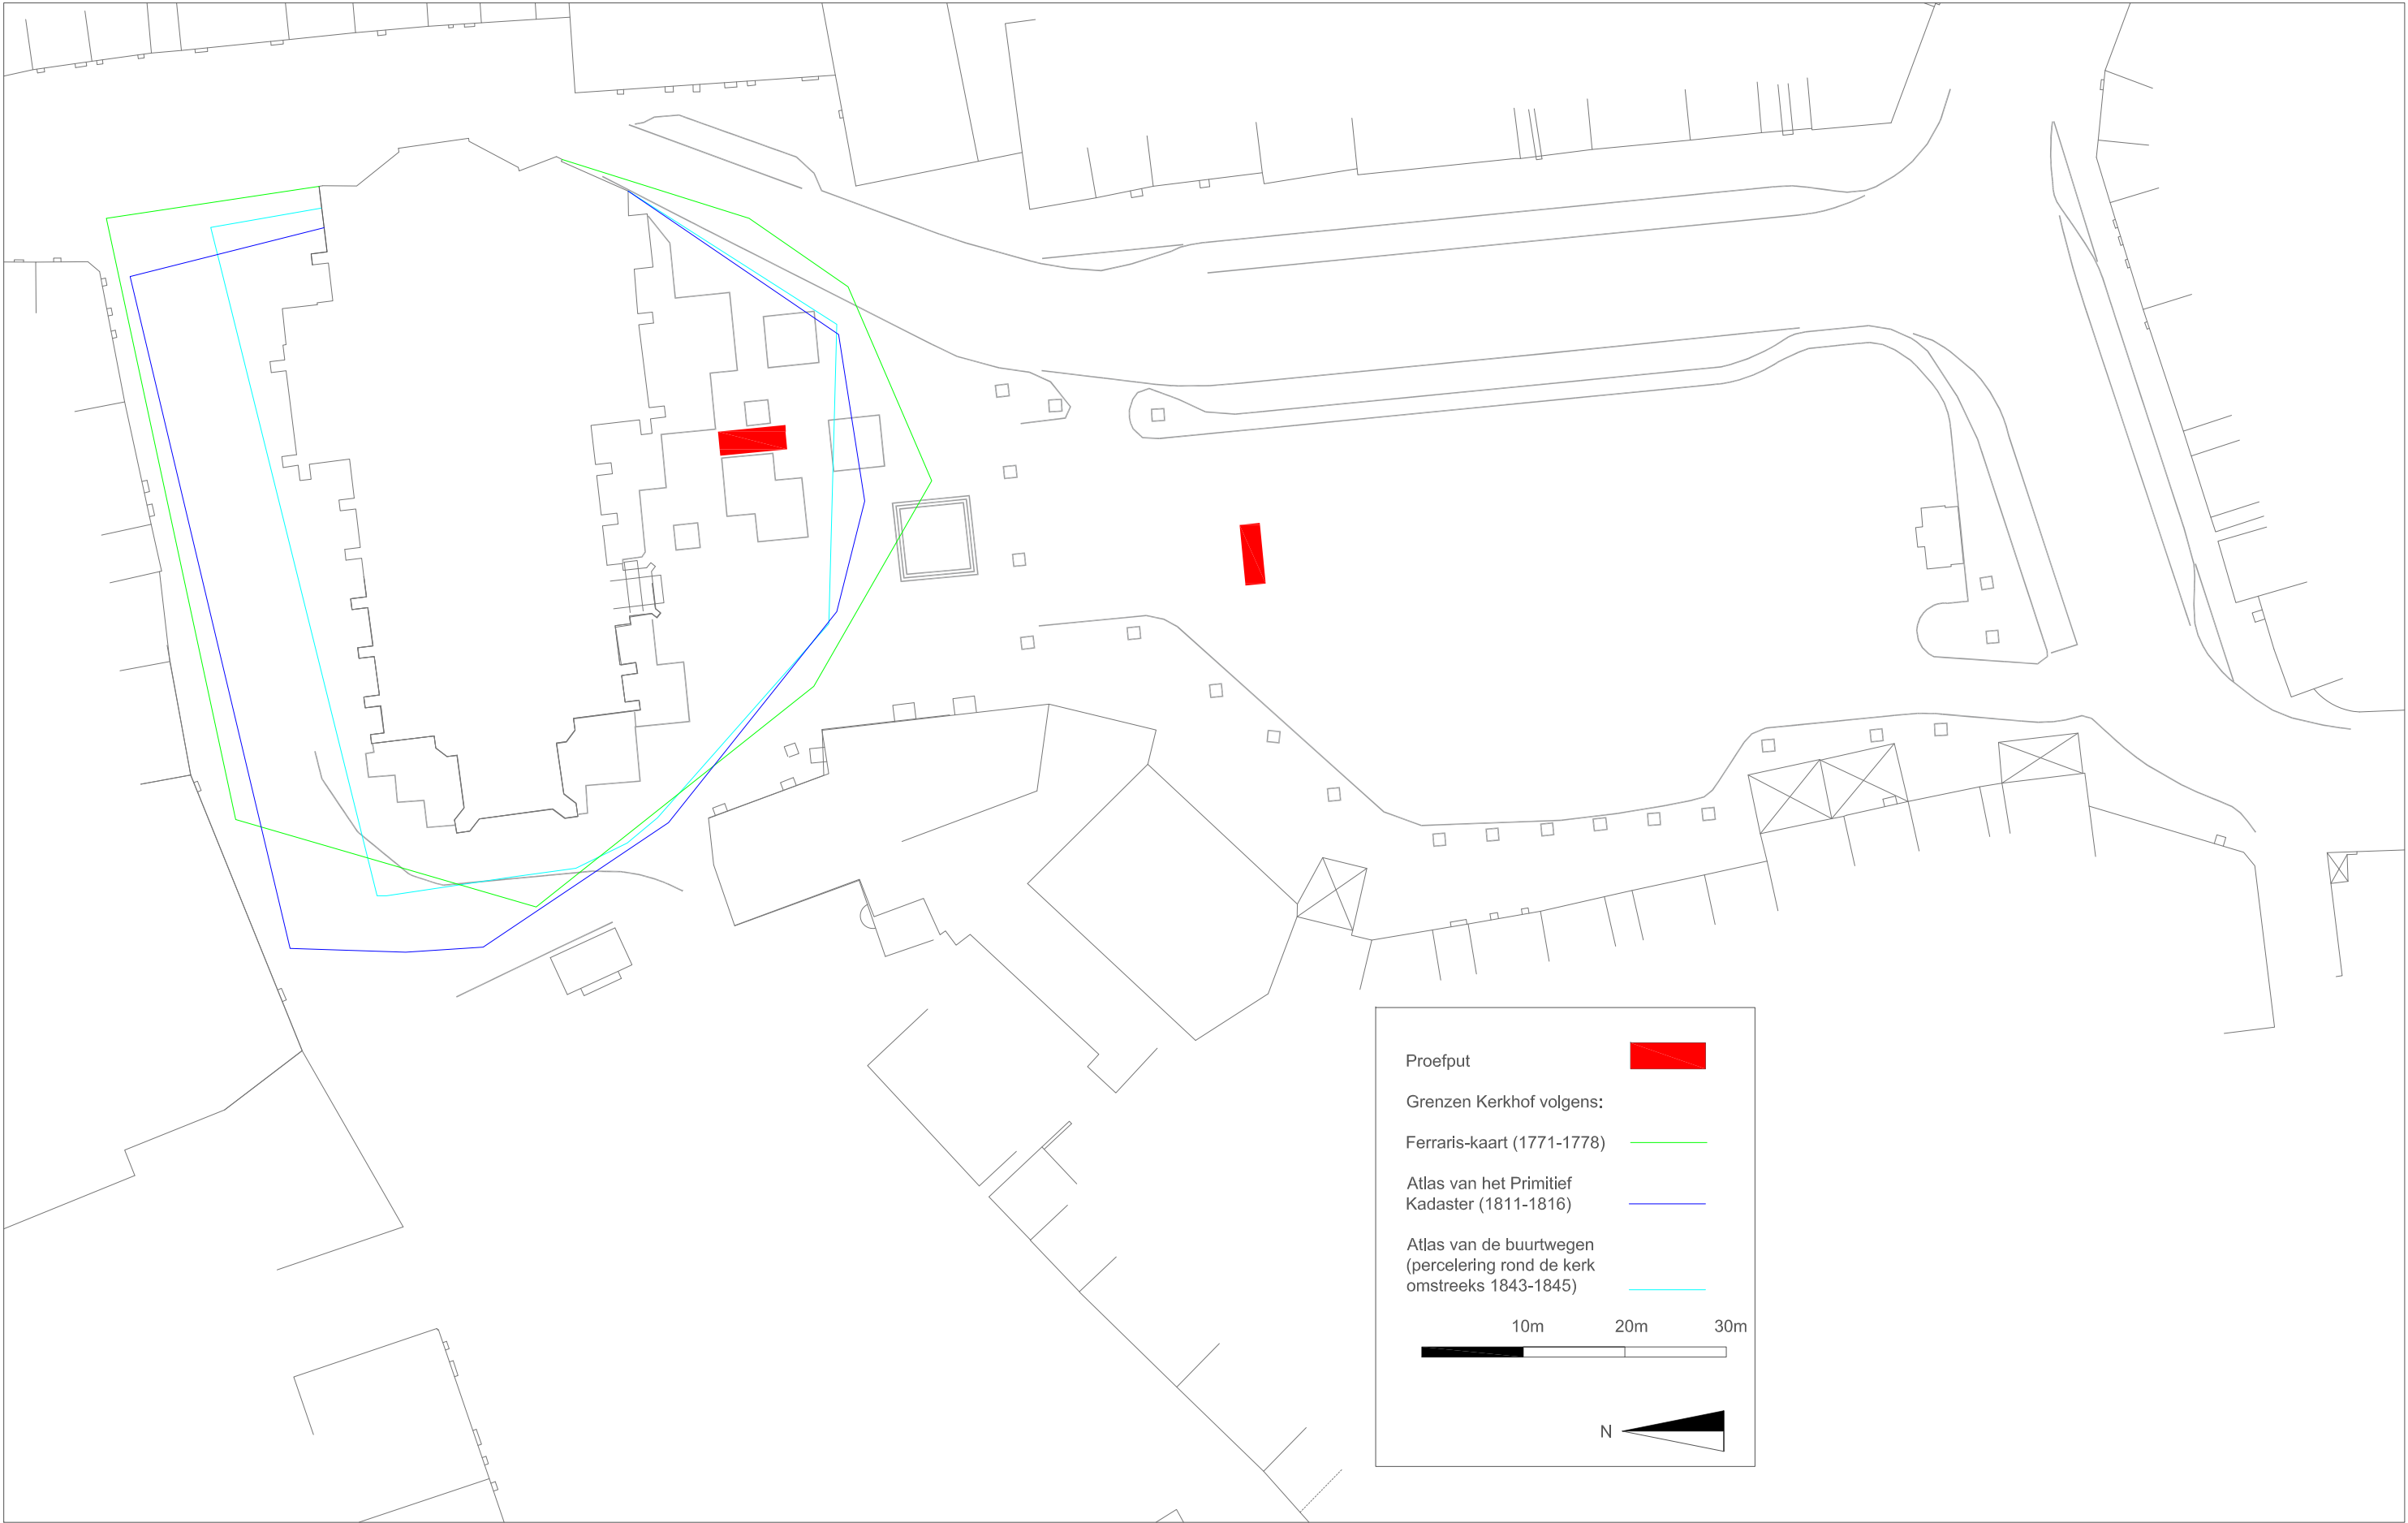 Proefput
Grenzen Kerkhof volgens:
Ferraris-kaart (1771-1778)
Atlas van het Primitief
Kadaster (1811-1816)
Atlas van de buurtwegen
(percelering rond de kerk
omstreeks 1843-1845)
10m 20m 30m
N